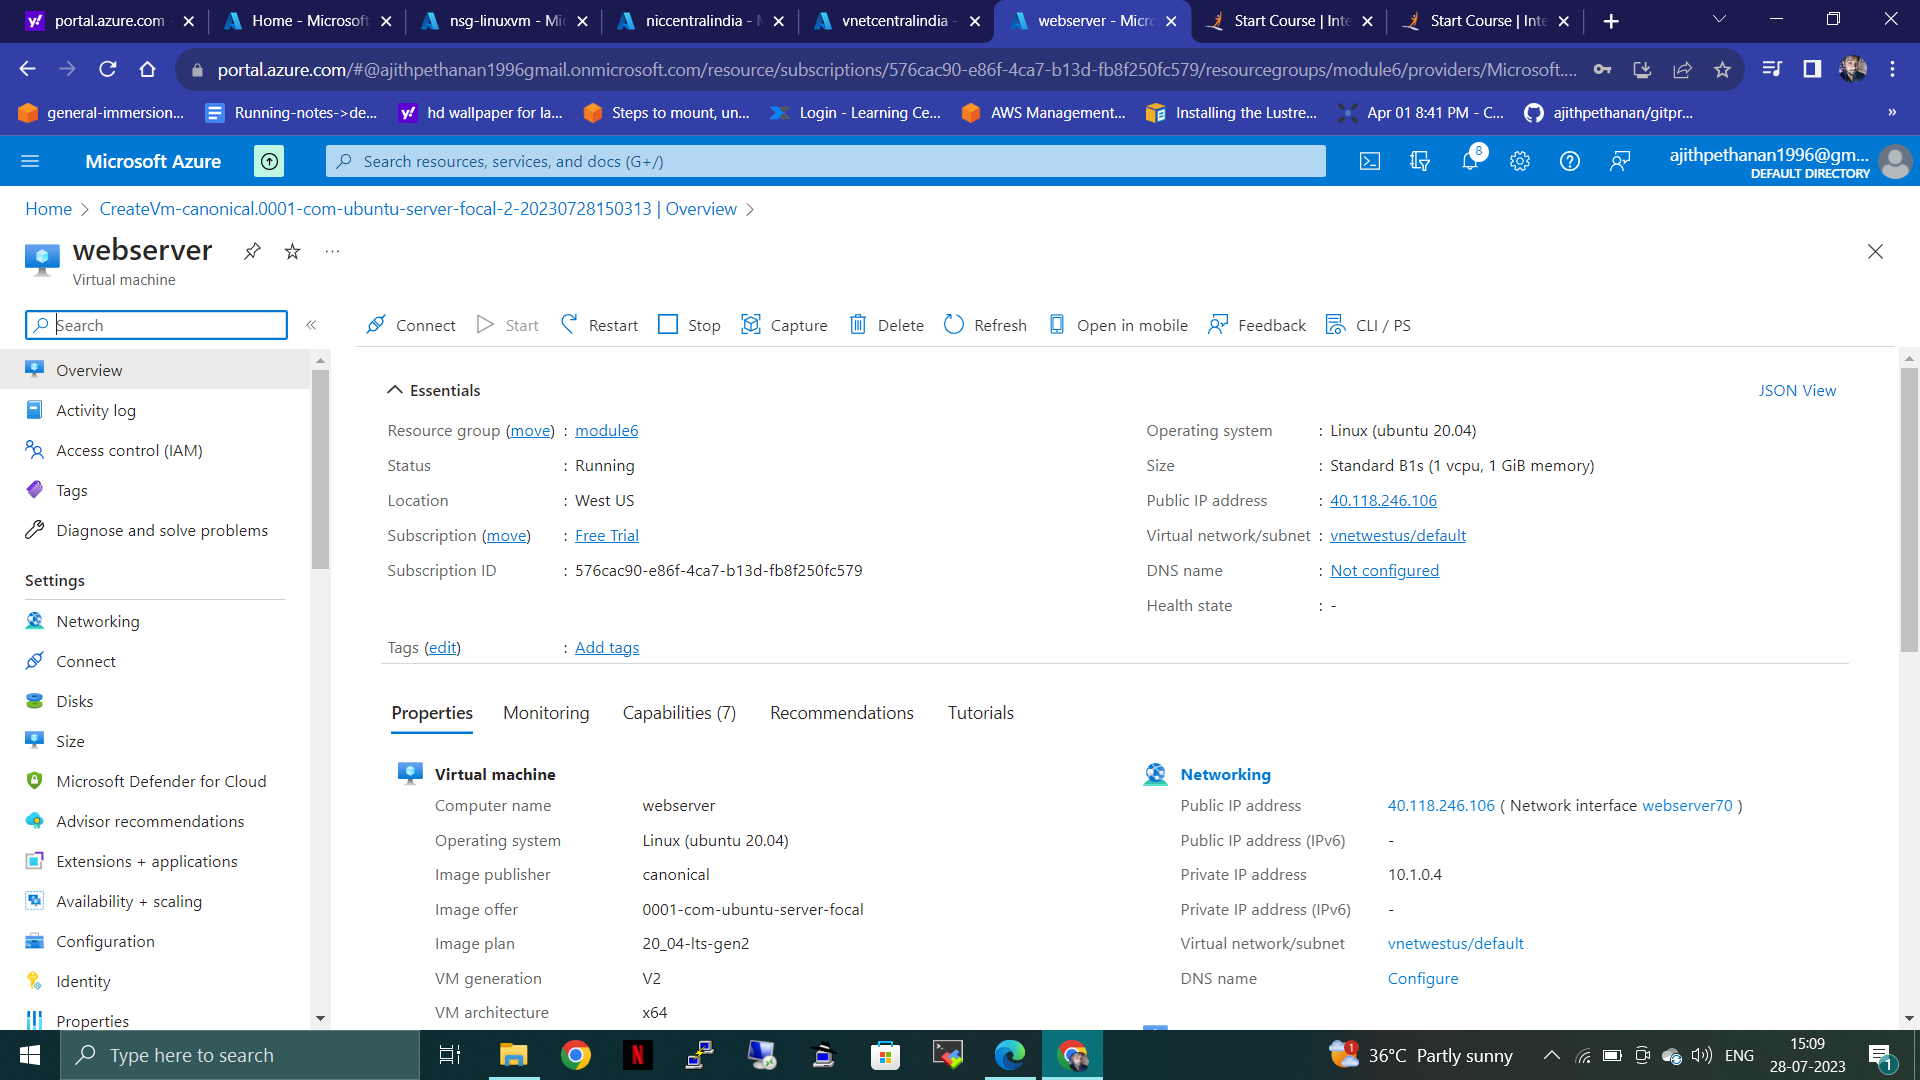 portal.azure.com
Home - Microsoft
nsg-linuxvm - Mic
niccentralindia - M
vnetcentralindia -
webserver - Micro
Start Course | Inte
Start Course | Inte
portal.azure.com/#@ajithpethanan1996gmail.onmicrosoft.com/resource/subscriptions/576cac90-e86f-4ca7-b13d-fb8f250fc579/resourcegroups/module6/providers/Microsoft....
general-immersion...
Running-notes->de...
hd wallpaper for la...
Steps to mount, un...
Login - Learning Ce...
AWS Management...
Installing the Lustre...
Apr 01 8:41 PM - C...
ajithpethanan/gitpr...
»
Microsoft Azure
Search resources, services, and docs (G+/)
8
ajithpethanan1996@gm...
DEFAULT DIRECTORY
Home > CreateVm-canonical.0001-com-ubuntu-server-focal-2-20230728150313 | Overview >
webserver
...
Virtual machine
Search
«
Connect
Start
Restart
Stop
Capture
Delete
Refresh
Open in mobile
Feedback
CLI / PS
Overview
Activity log
Access control (IAM)
Tags
Diagnose and solve problems
Settings
Networking
Connect
Disks
Size
Microsoft Defender for Cloud
Advisor recommendations
Extensions + applications
Availability + scaling
Configuration
Identity
Properties
Essentials
JSON View
Resource group (move) : module6
Status : Running
Location : West US
Subscription (move) : Free Trial
Subscription ID : 576cac90-e86f-4ca7-b13d-fb8f250fc579
Operating system : Linux (ubuntu 20.04)
Size : Standard B1s (1 vcpu, 1 GiB memory)
Public IP address : 40.118.246.106
Virtual network/subnet : vnetwestus/default
DNS name : Not configured
Health state : -
Tags (edit) : Add tags
Properties
Monitoring
Capabilities (7)
Recommendations
Tutorials
Virtual machine
Computer name webserver
Operating system Linux (ubuntu 20.04)
Image publisher canonical
Image offer 0001-com-ubuntu-server-focal
Image plan 20_04-lts-gen2
VM generation V2
VM architecture x64
Networking
Public IP address 40.118.246.106 ( Network interface webserver70 )
Public IP address (IPv6) -
Private IP address 10.1.0.4
Private IP address (IPv6) -
Virtual network/subnet vnetwestus/default
DNS name Configure
Type here to search
N
1
36°C Partly sunny
ENG
15:09
28-07-2023
1